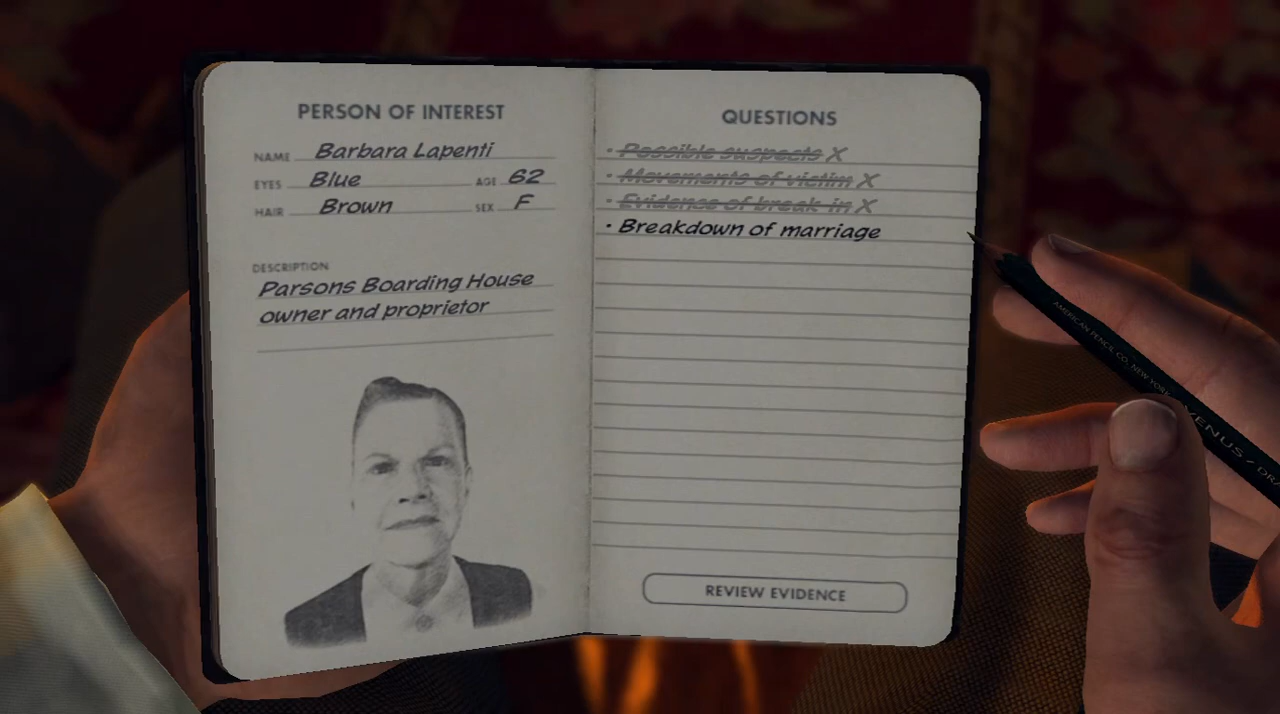 PERSON OF INTEREST
NAME Barbara Lapenti
EYES Blue AGE 62
HAIR Brown SEX F
DESCRIPTION
Parsons Boarding House
owner and proprietor
QUESTIONS
• Possible suspects X
• Movements of victim X
• Evidence of break-in X
• Breakdown of marriage
REVIEW EVIDENCE
AMERICAN PENCIL CO. NEW YORK VENUS / DRA